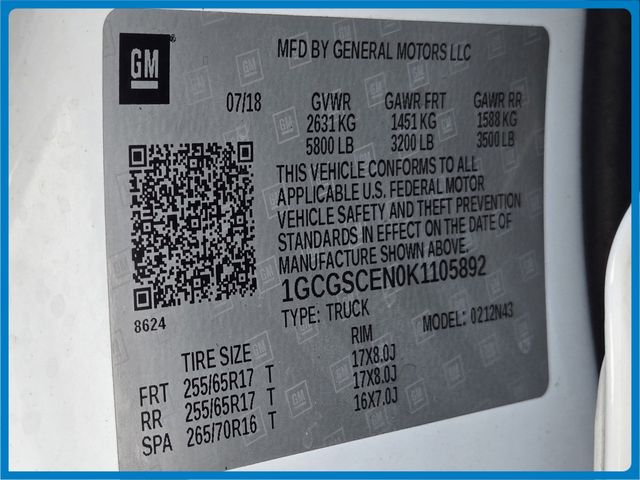 GM
MFD BY GENERAL MOTORS LLC
07/18 GVWR GAWR FRT GAWR RR
2631 KG 1451 KG 1588 KG
5800 LB 3200 LB 3500 LB
THIS VEHICLE CONFORMS TO ALL
APPLICABLE U.S. FEDERAL MOTOR
VEHICLE SAFETY AND THEFT PREVENTION
STANDARDS IN EFFECT ON THE DATE OF
MANUFACTURE SHOWN ABOVE.
1GCGSCEN0K1105892
8624
TYPE: TRUCK MODEL: 0212N43
TIRE SIZE RIM
FRT 255/65R17 T 17X8.0J
RR 255/65R17 T 17X8.0J
SPA 265/70R16 T 16X7.0J